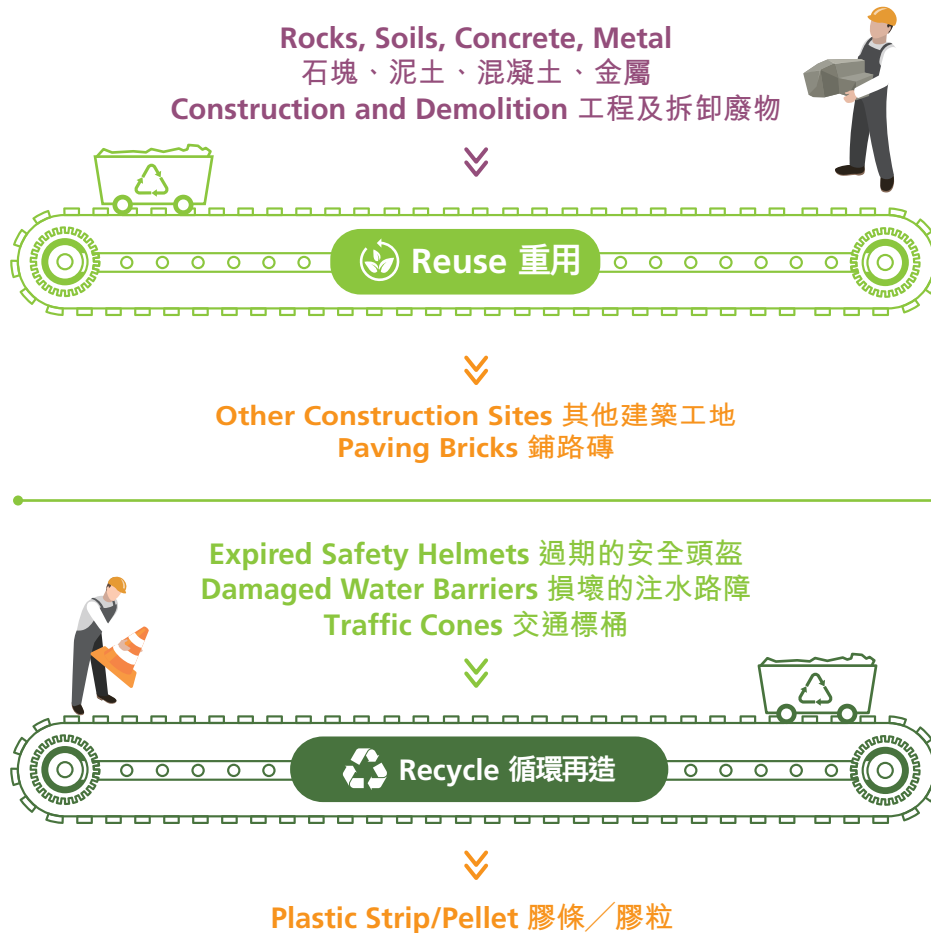 Rocks, Soils, Concrete, Metal
石塊、泥土、混凝土、金屬
Construction and Demolition 工程及拆卸廢物
Reuse 重用
Other Construction Sites 其他建築工地
Paving Bricks 鋪路磚
Expired Safety Helmets 過期的安全頭盔
Damaged Water Barriers 損壞的注水路障
Traffic Cones 交通標桶
Recycle 循環再造
Plastic Strip/Pellet 膠條／膠粒